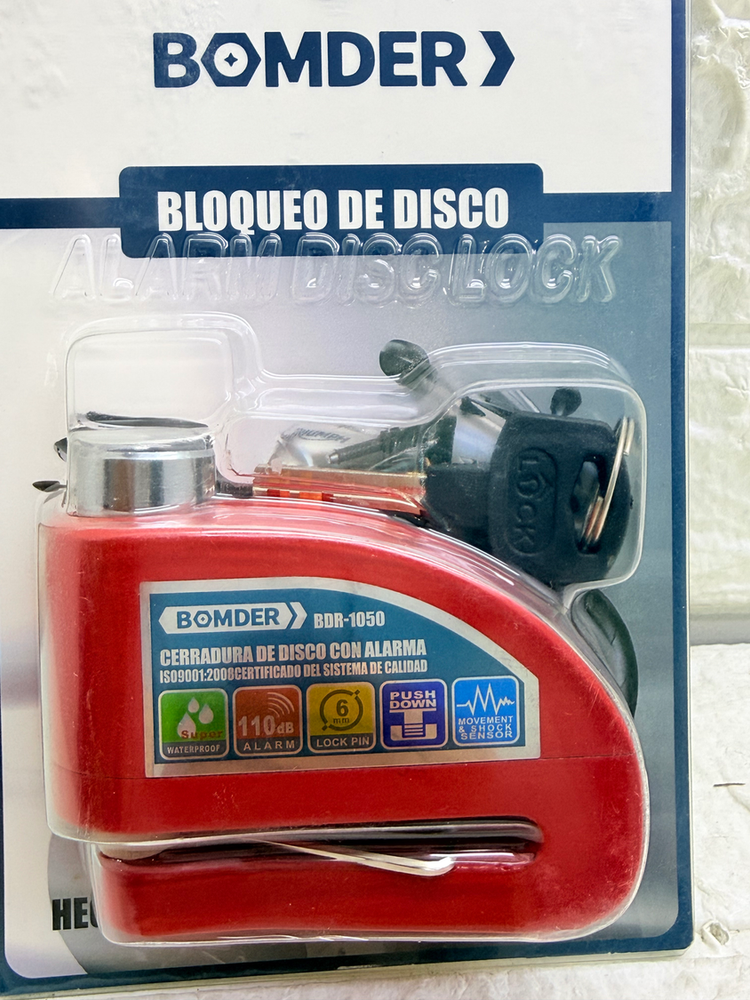 BOMDER
BLOQUEO DE DISCO
ALARM DISC LOCK
LOCK
BOMDER BDR-1050
CERRADURA DE DISCO CON ALARMA
ISO9001:2008CERTIFICADO DEL SISTEMA DE CALIDAD
Super
WATERPROOF
110dB
ALARM
6
mm
LOCK PIN
PUSH
DOWN
MOVEMENT
& SHOCK
SENSOR